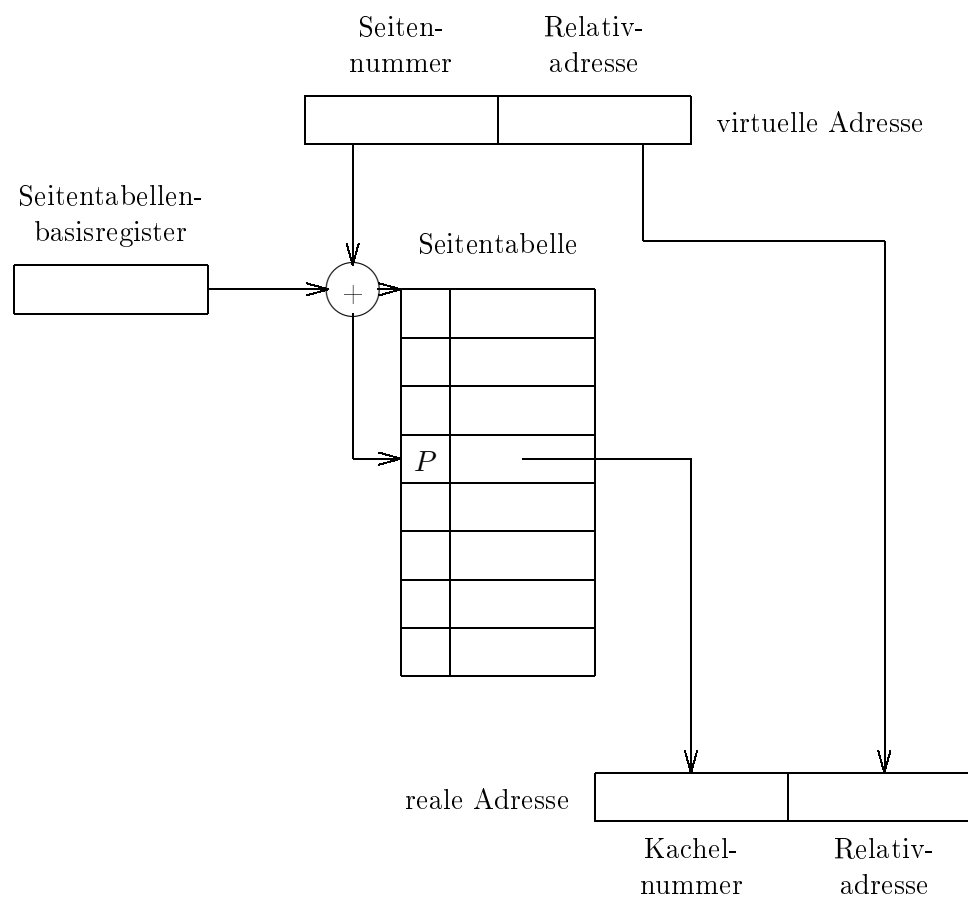 Seiten-
nummer
Relativ-
adresse
virtuelle Adresse
Seitentabellen-
basisregister
Seitentabelle
+
P
reale Adresse
Kachel-
nummer
Relativ-
adresse